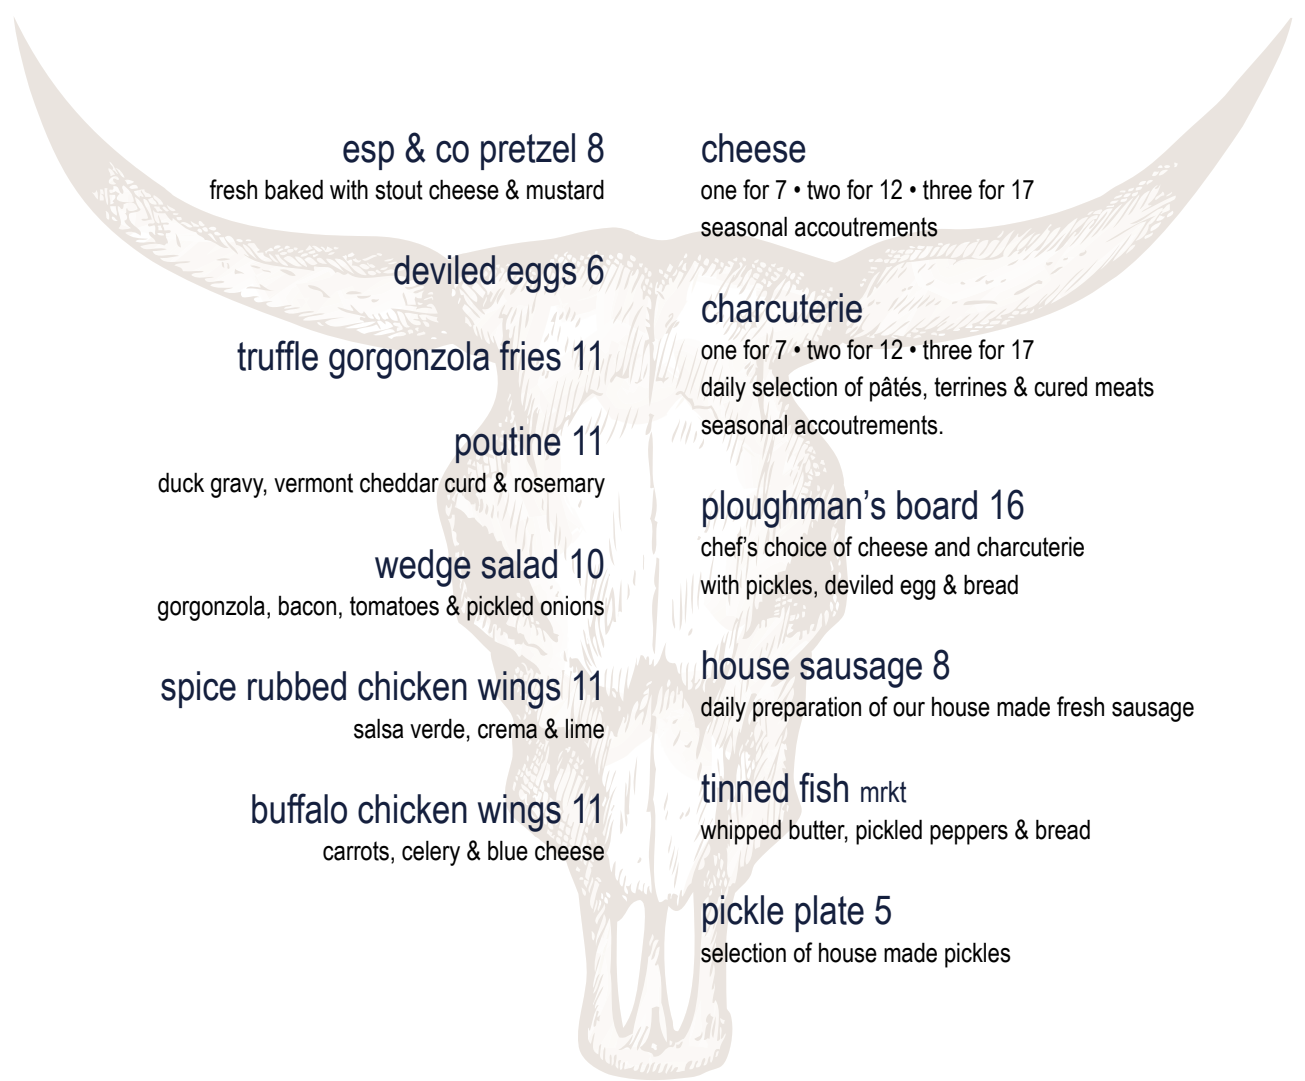 esp & co pretzel 8
fresh baked with stout cheese & mustard
deviled eggs 6
truffle gorgonzola fries 11
poutine 11
duck gravy, vermont cheddar curd & rosemary
wedge salad 10
gorgonzola, bacon, tomatoes & pickled onions
spice rubbed chicken wings 11
salsa verde, crema & lime
buffalo chicken wings 11
carrots, celery & blue cheese
cheese
one for 7 • two for 12 • three for 17
seasonal accoutrements
charcuterie
one for 7 • two for 12 • three for 17
daily selection of pâtés, terrines & cured meats
seasonal accoutrements.
ploughman’s board 16
chef’s choice of cheese and charcuterie
with pickles, deviled egg & bread
house sausage 8
daily preparation of our house made fresh sausage
tinned fish mrkt
whipped butter, pickled peppers & bread
pickle plate 5
selection of house made pickles